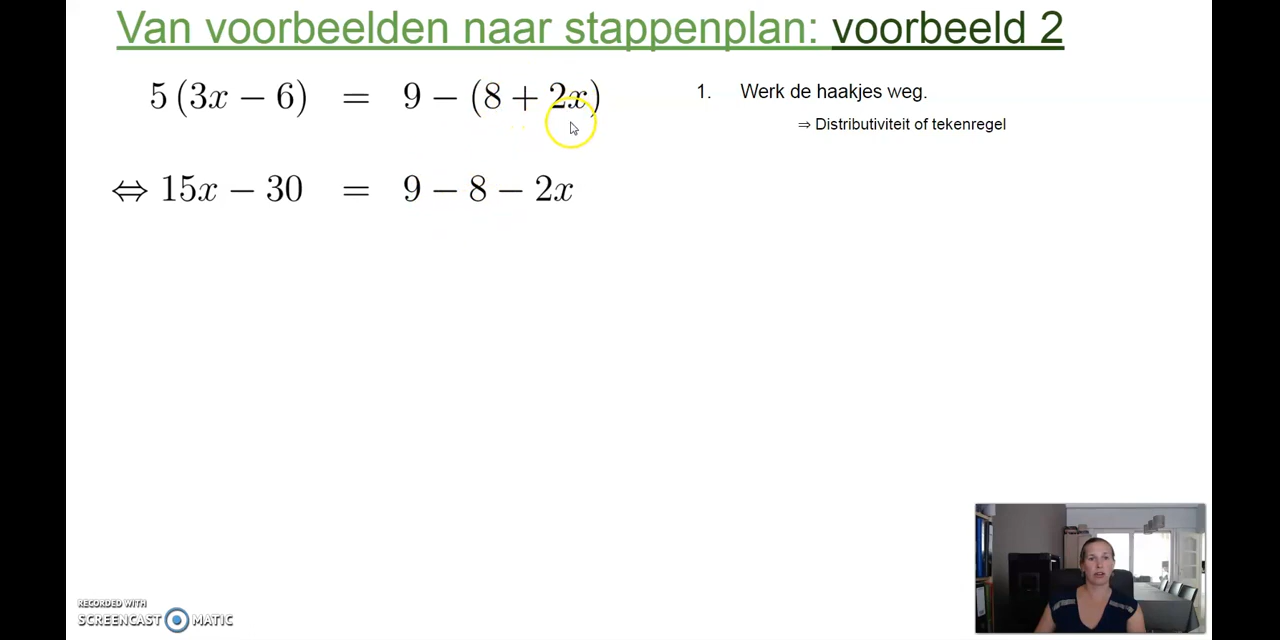 Van voorbeelden naar stappenplan: voorbeeld 2
5 (3x − 6) = 9 − (8 + 2x)
1. Werk de haakjes weg.
⇒ Distributiviteit of tekenregel
⇔ 15x − 30 = 9 − 8 − 2x
RECORDED WITH
SCREENCAST MATIC